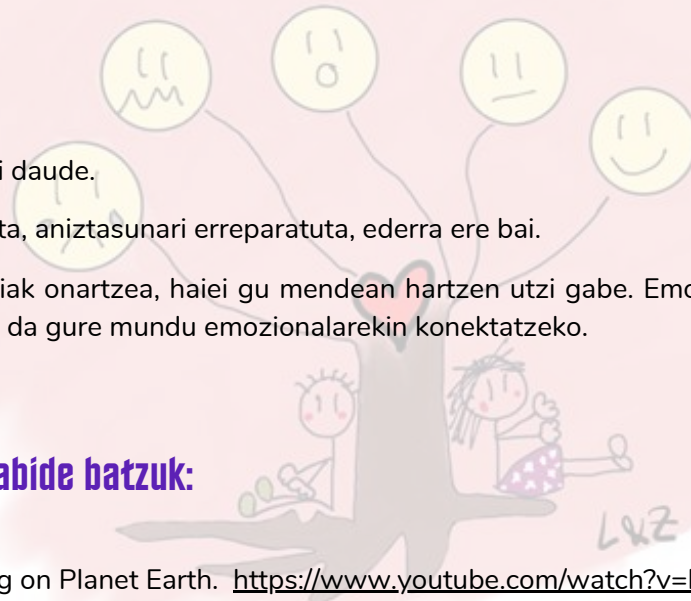 i daude.
ta, aniztasunari erreparatuta, ederra ere bai.
iak onartzea, haiei gu mendean hartzen utzi gabe. Emo
da gure mundu emozionalarekin konektatzeko.
abide batzuk:
g on Planet Earth. https://www.youtube.com/watch?v=
L&Z